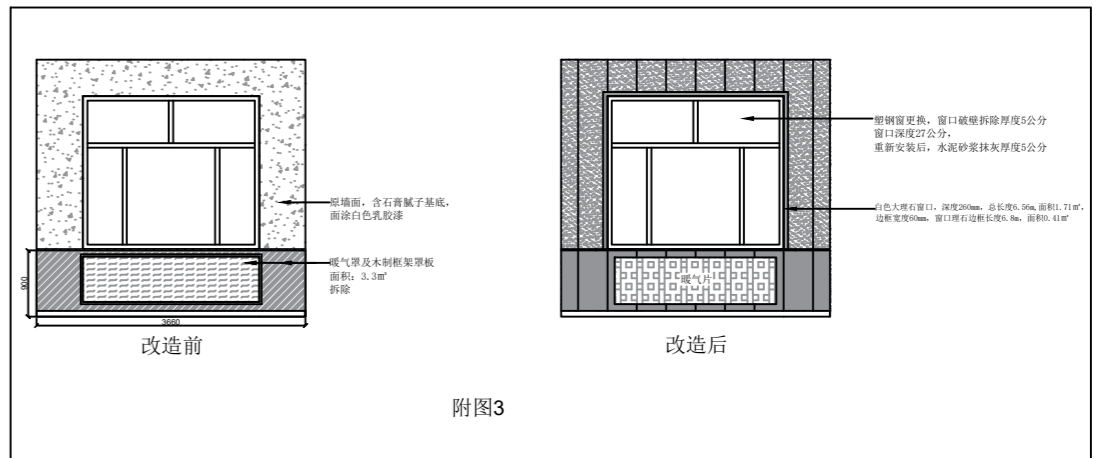 原墙面，含石膏腻子基底，
面涂白色乳胶漆
暖气罩及木制框架罩板
面积：3.3㎡
拆除
900
3660
改造前
塑钢窗更换，窗口破壁拆除厚度5公分
窗口深度27公分，
重新安装后，水泥砂浆抹灰厚度5公分
白色大理石窗口，深度260mm，总长度6.56m,面积1.71㎡，
边框宽度60mm，窗口理石边框长度6.8m，面积0.41㎡
暖气片
改造后
附图3